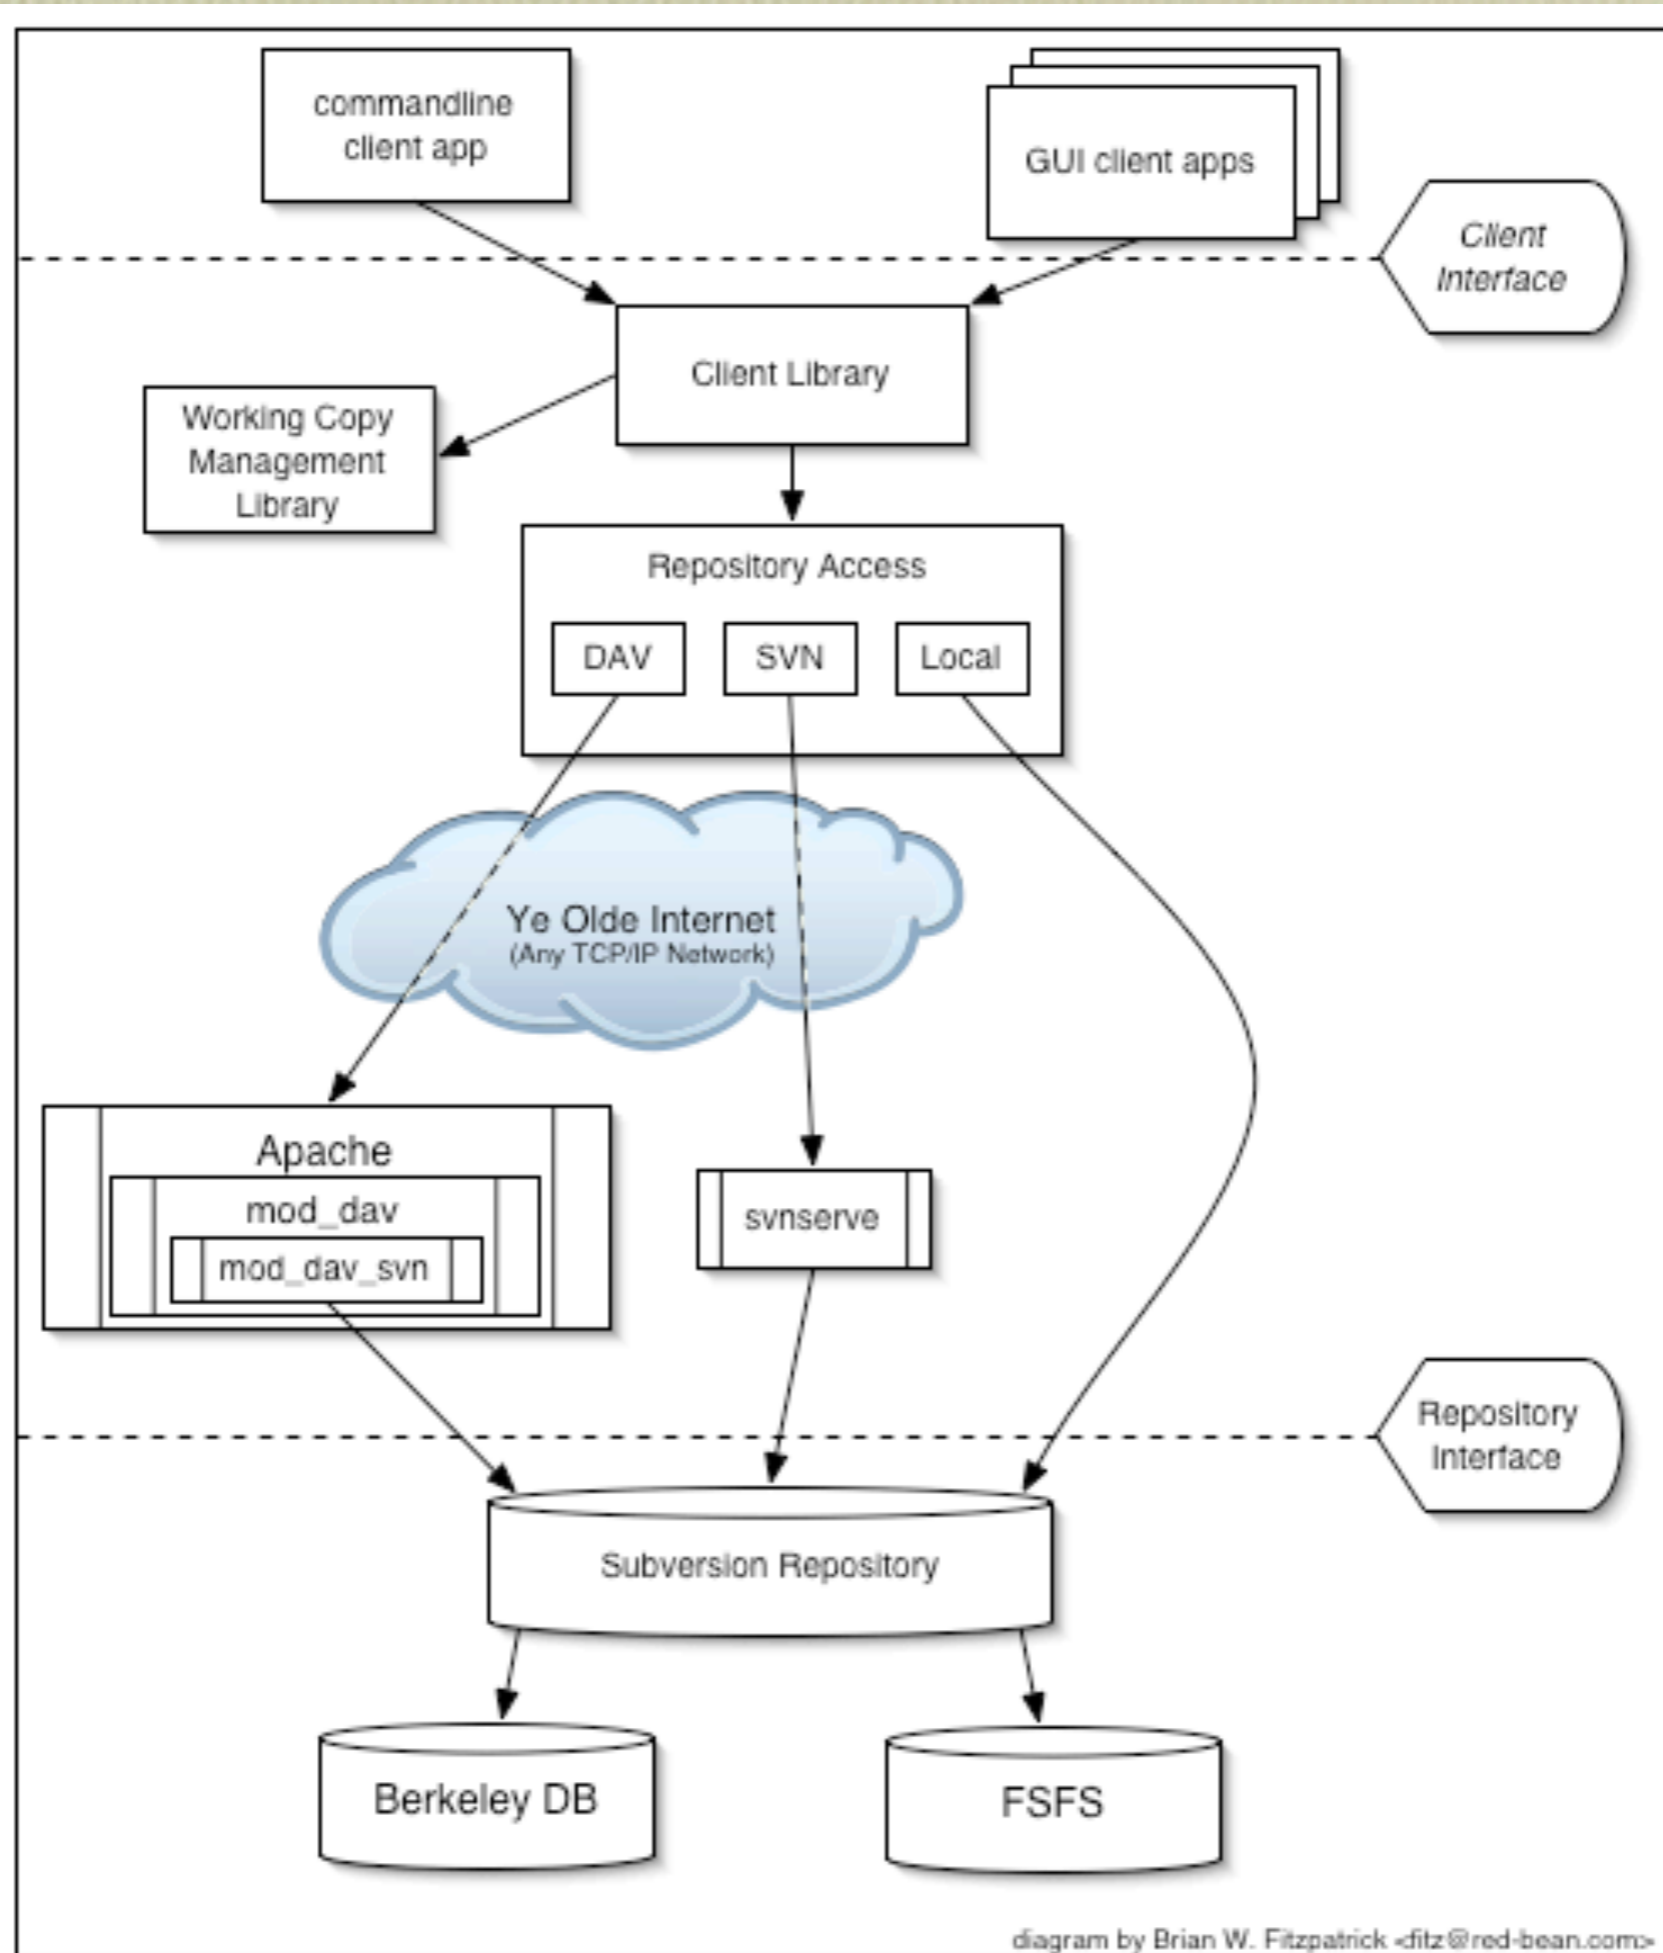 commandline
client app
GUI client apps
Client
Interface
Client Library
Working Copy
Management
Library
Repository Access
DAV
SVN
Local
Ye Olde Internet
(Any TCP/IP Network)
Apache
mod_dav
mod_dav_svn
svnserve
Repository
Interface
Subversion Repository
Berkeley DB
FSFS
diagram by Brian W. Fitzpatrick <fitz@red-bean.com>